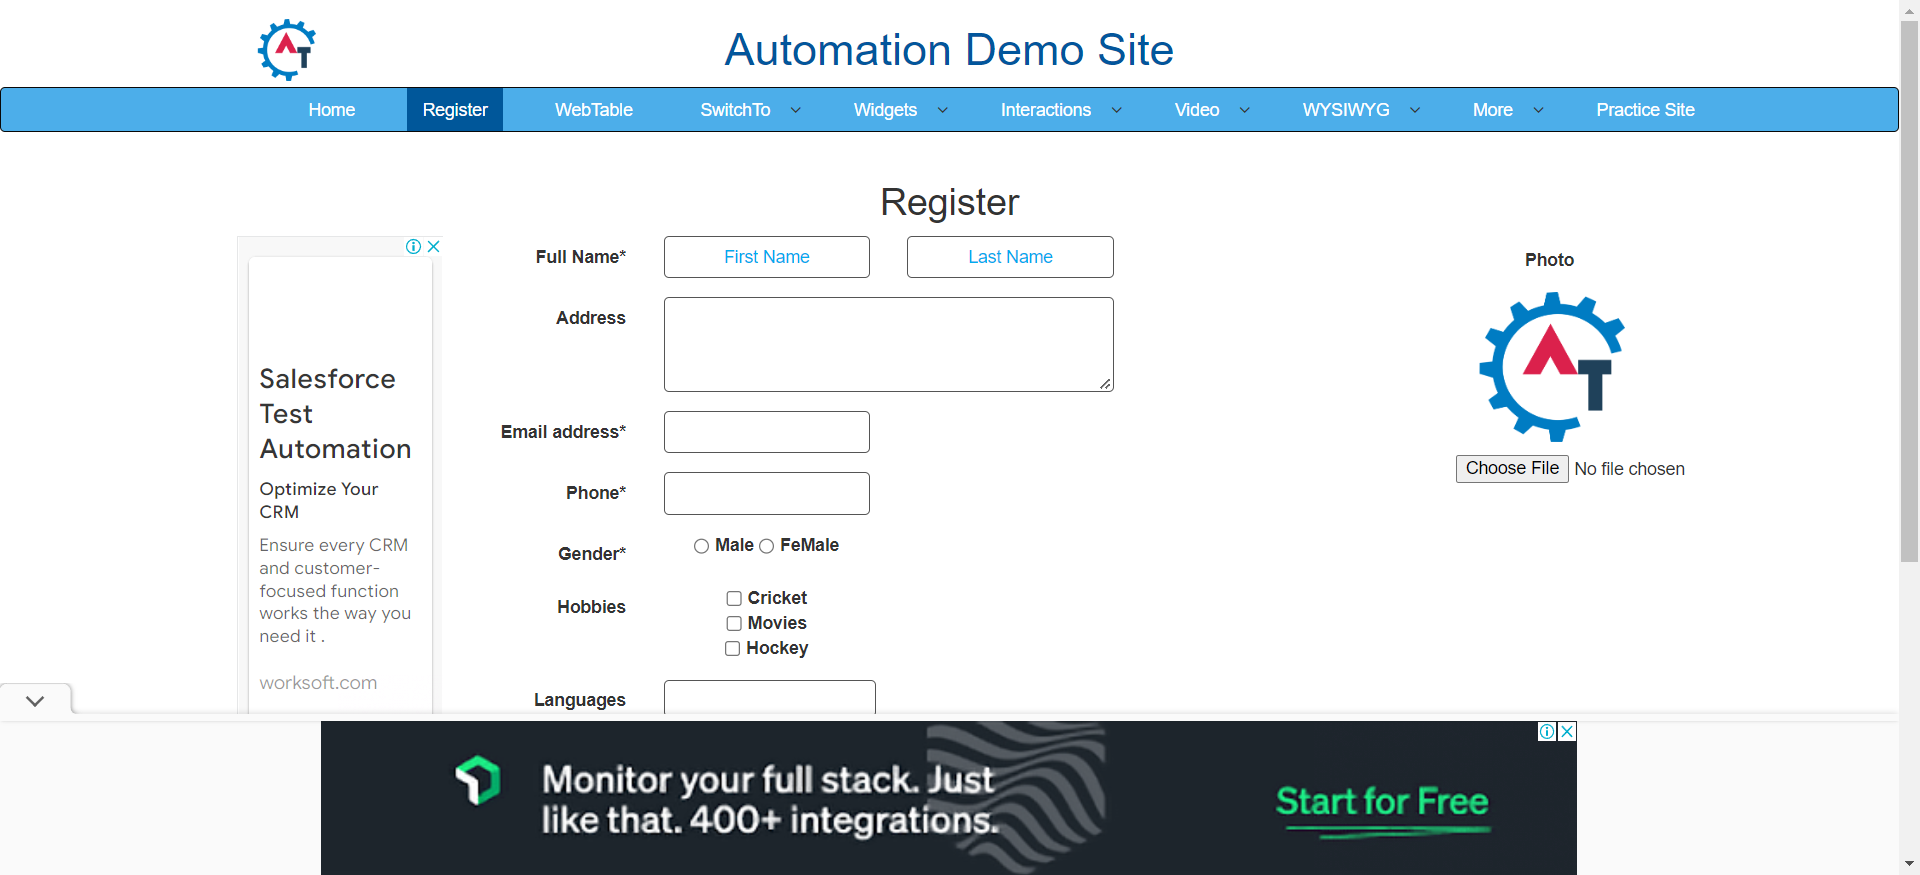 AT
Automation Demo Site
Home Register WebTable SwitchTo Widgets Interactions Video WYSIWYG More Practice Site
Register
Full Name* First Name Last Name
Address
Email address*
Phone*
Gender* Male FeMale
Hobbies Cricket
Movies
Hockey
Languages
Photo
AT
Choose File No file chosen
Salesforce
Test
Automation
Optimize Your
CRM
Ensure every CRM
and customer-
focused function
works the way you
need it .
worksoft.com
Monitor your full stack. Just
like that. 400+ integrations.
Start for Free